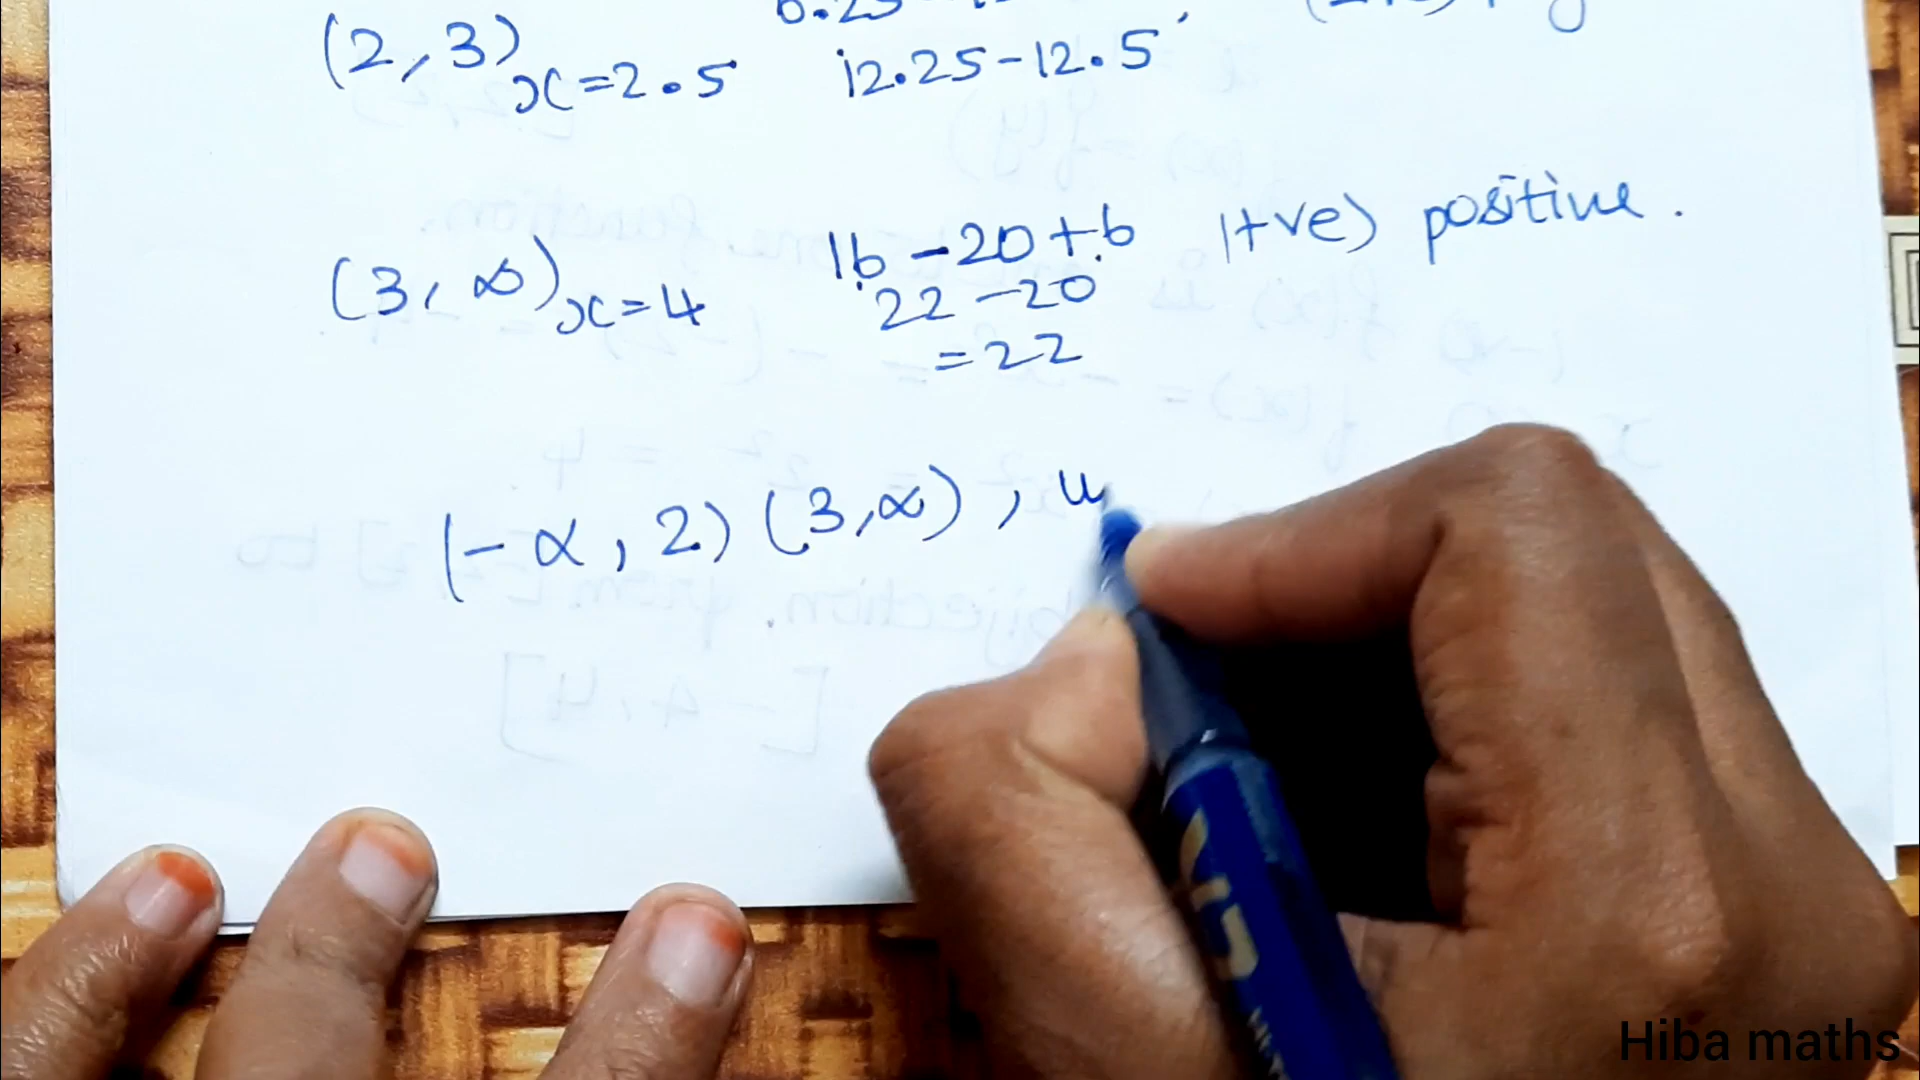 (2, 3) x=2.5 12.25-12.5
(3, ∞) x=4 16-20+6 (+ve) positive.
22-20
=22
(-∝, 2) (3, ∝),
Hiba maths